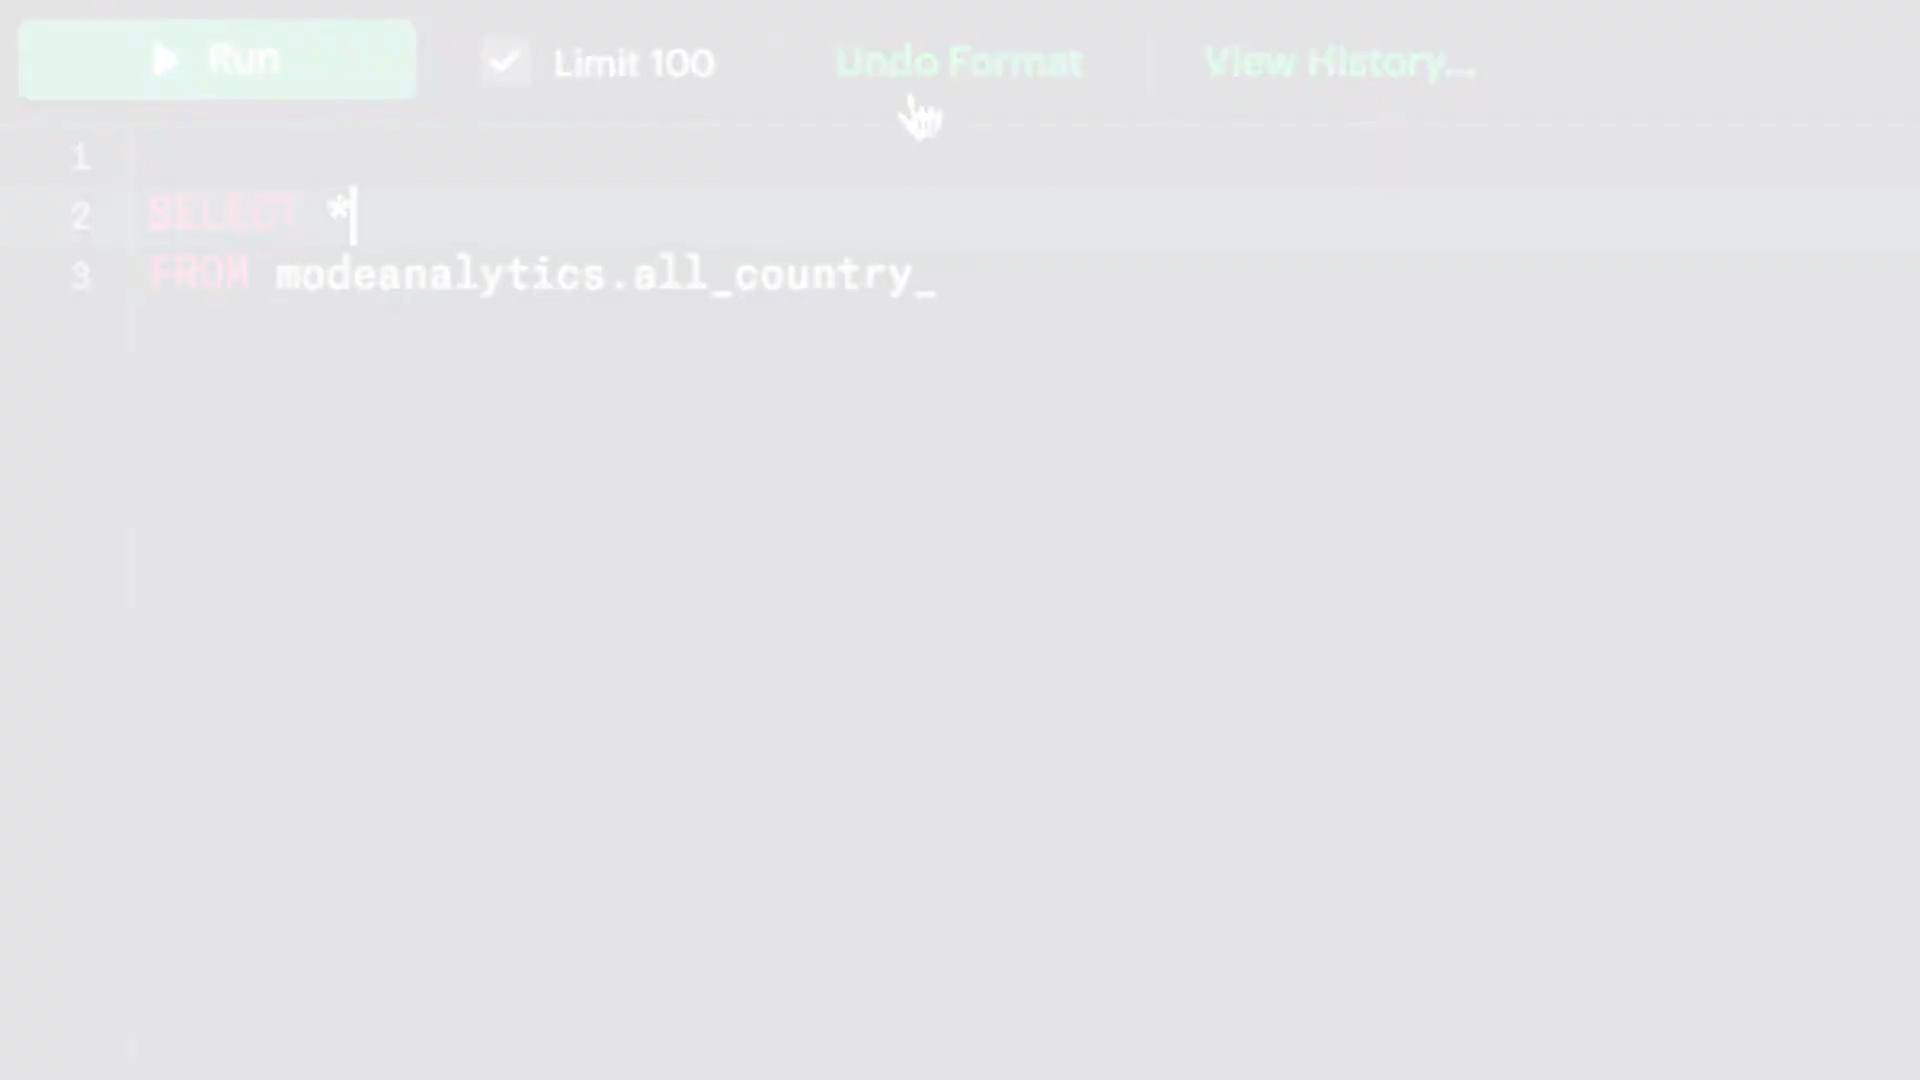 Run
Limit 100
Undo Format
View History...
1
2 SELECT *
3 FROM modeanalytics.all_country_